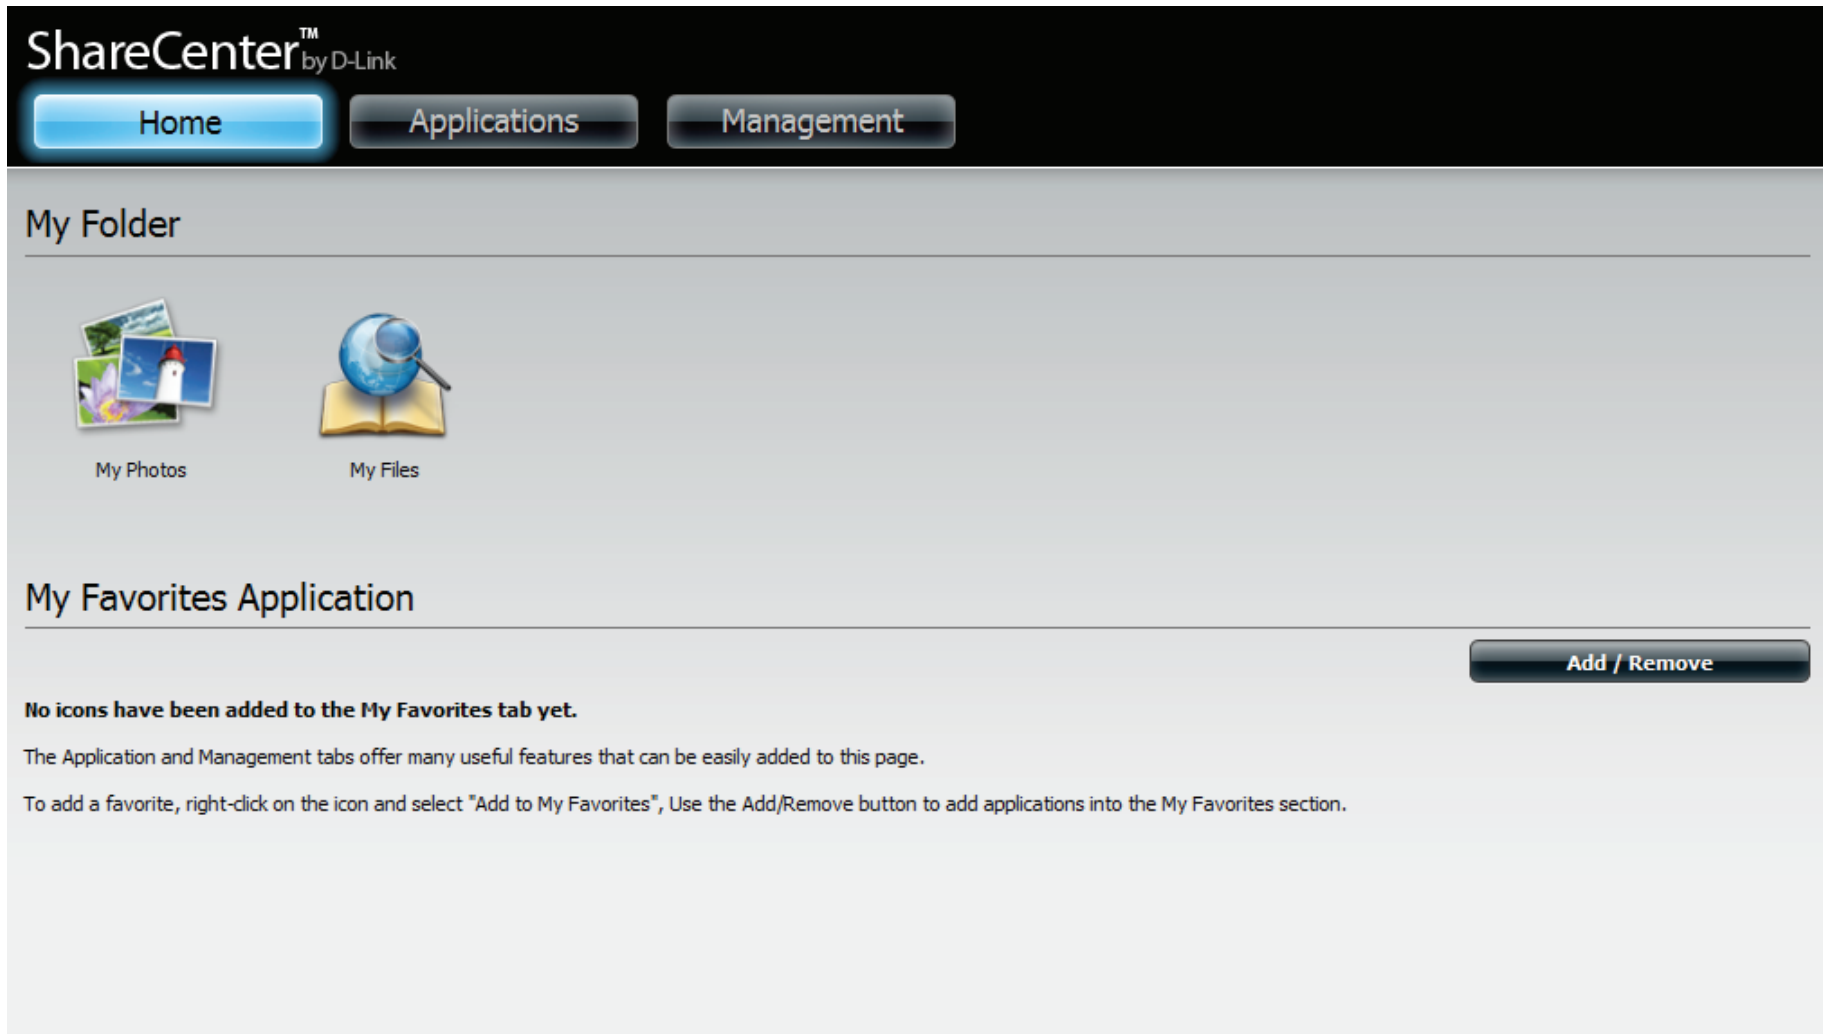 ShareCenter™ by D-Link
Home Applications Management
My Folder
My Photos My Files
My Favorites Application
Add / Remove
No icons have been added to the My Favorites tab yet.
The Application and Management tabs offer many useful features that can be easily added to this page.
To add a favorite, right-click on the icon and select "Add to My Favorites", Use the Add/Remove button to add applications into the My Favorites section.